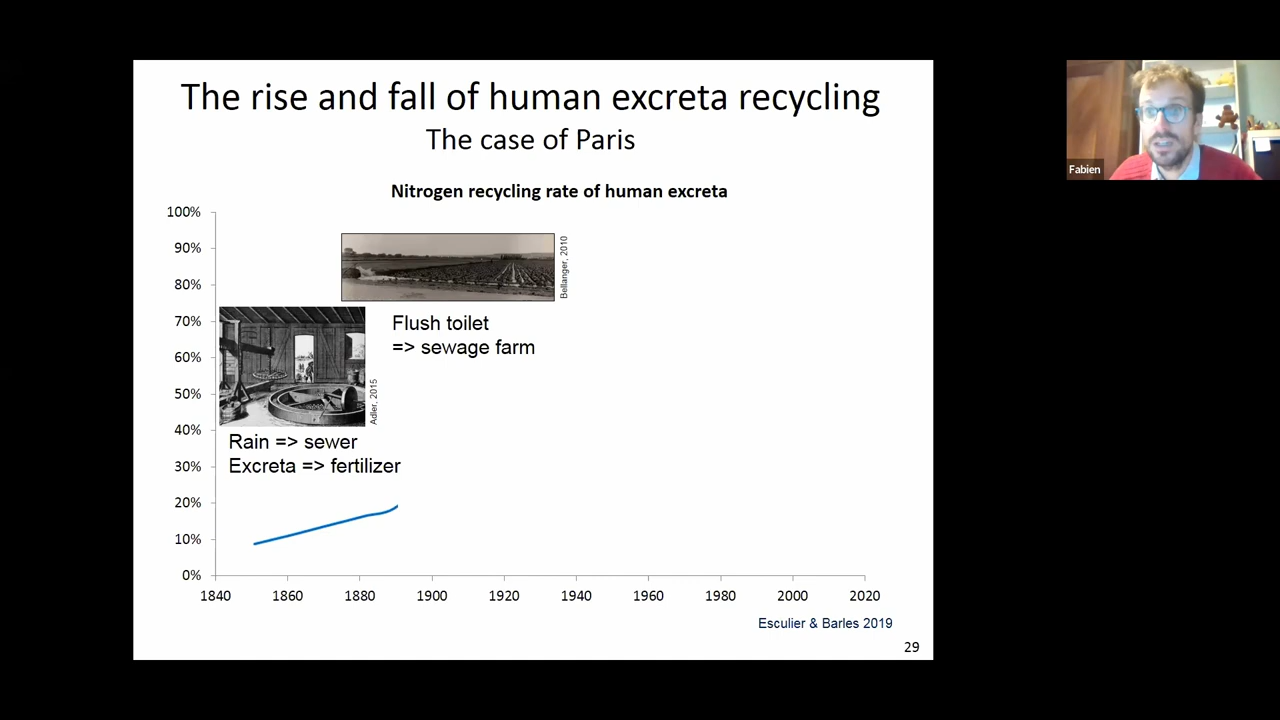 The rise and fall of human excreta recycling
The case of Paris
Nitrogen recycling rate of human excreta
100%
90%
80%
70%
60%
50%
40%
30%
20%
10%
0%
Bellanger, 2010
Flush toilet
=> sewage farm
Adler, 2015
Rain => sewer
Excreta => fertilizer
1840 1860 1880 1900 1920 1940 1960 1980 2000 2020
Esculier & Barles 2019
29
Fabien